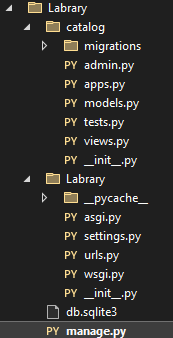 Labrary
catalog
migrations
PY admin.py
PY apps.py
PY models.py
PY tests.py
PY views.py
PY __init__.py
Labrary
__pycache__
PY asgi.py
PY settings.py
PY urls.py
PY wsgi.py
PY __init__.py
db.sqlite3
PY manage.py